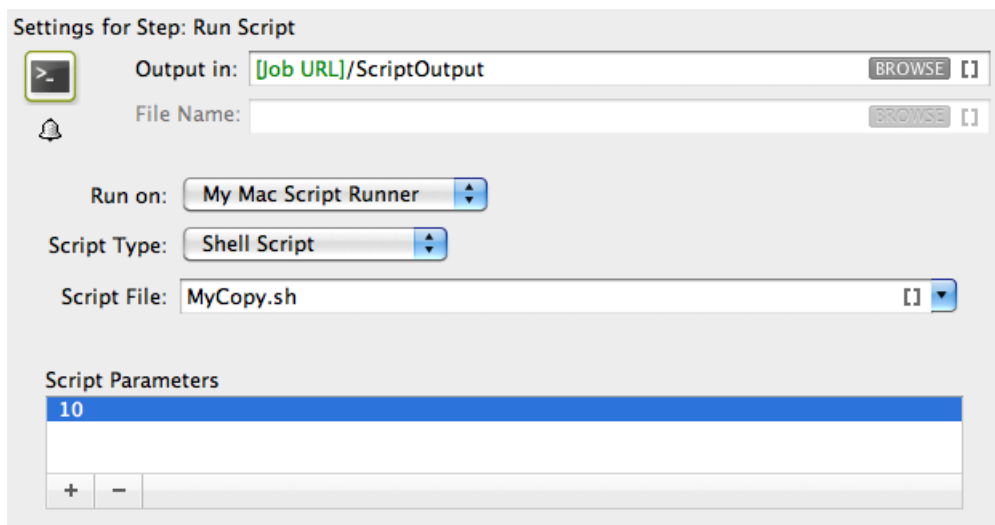 Settings for Step: Run Script
Output in: [Job URL]/ScriptOutput BROWSE []
File Name: BROWSE []
Run on: My Mac Script Runner
Script Type: Shell Script
Script File: MyCopy.sh []
Script Parameters
10
+ −